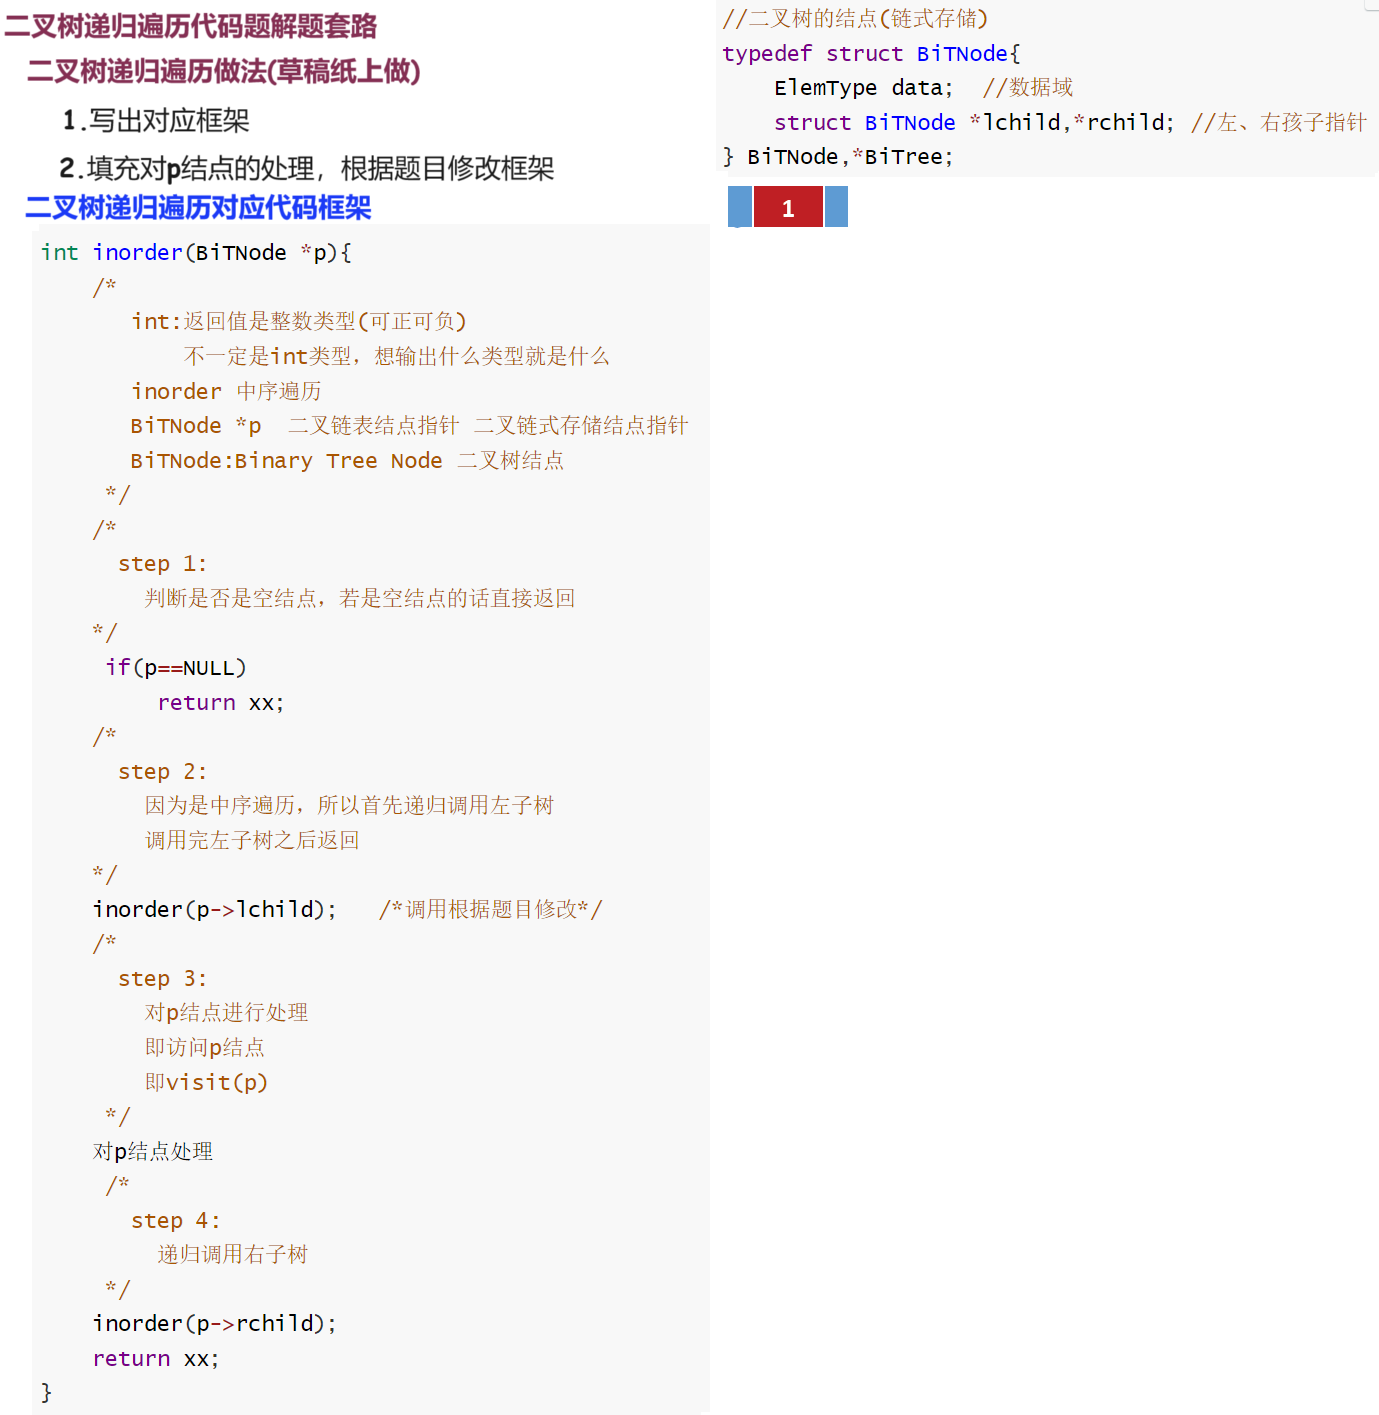 二叉树递归遍历代码题解题套路
二叉树递归遍历做法(草稿纸上做)
1.写出对应框架
2.填充对p结点的处理，根据题目修改框架
二叉树递归遍历对应代码框架
int inorder(BiTNode *p){
/*
int:返回值是整数类型(可正可负)
不一定是int类型，想输出什么类型就是什么
inorder 中序遍历
BiTNode *p 二叉链表结点指针 二叉链式存储结点指针
BiTNode:Binary Tree Node 二叉树结点
*/
/*
step 1:
判断是否是空结点，若是空结点的话直接返回
*/
if(p==NULL)
return xx;
/*
step 2:
因为是中序遍历，所以首先递归调用左子树
调用完左子树之后返回
*/
inorder(p->lchild); /*调用根据题目修改*/
/*
step 3:
对p结点进行处理
即访问p结点
即visit(p)
*/
对p结点处理
/*
step 4:
递归调用右子树
*/
inorder(p->rchild);
return xx;
}
//二叉树的结点(链式存储)
typedef struct BiTNode{
ElemType data; //数据域
struct BiTNode *lchild,*rchild; //左、右孩子指针
} BiTNode,*BiTree;
1